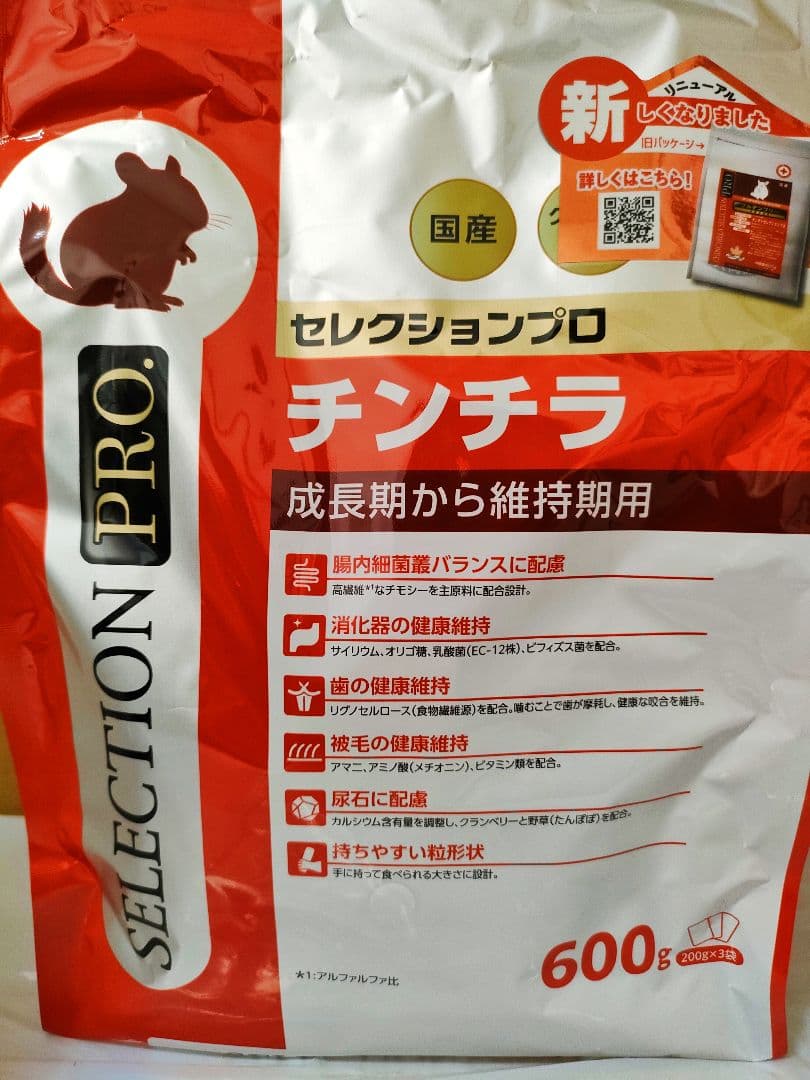 新しくなりました
リニューアル
旧パッケージ→
詳しくはこちら!
PRO
国産
セレクションプロ
チンチラ
成長期から維持期用
SELECTION PRO.
腸内細菌叢バランスに配慮
高繊維*¹なチモシーを主原料に配合設計。
消化器の健康維持
サイリウム、オリゴ糖、乳酸菌(EC-12株)、ビフィズス菌を配合。
歯の健康維持
リグノセルロース(食物繊維源)を配合。噛むことで歯が摩耗し、健康な咬合を維持。
被毛の健康維持
アマニ、アミノ酸(メチオニン)、ビタミン類を配合。
尿石に配慮
カルシウム含有量を調整し、クランベリーと野草(たんぽぽ)を配合。
持ちやすい粒形状
手に持って食べられる大きさに設計。
600g
200g×3袋
*1:アルファルファ比